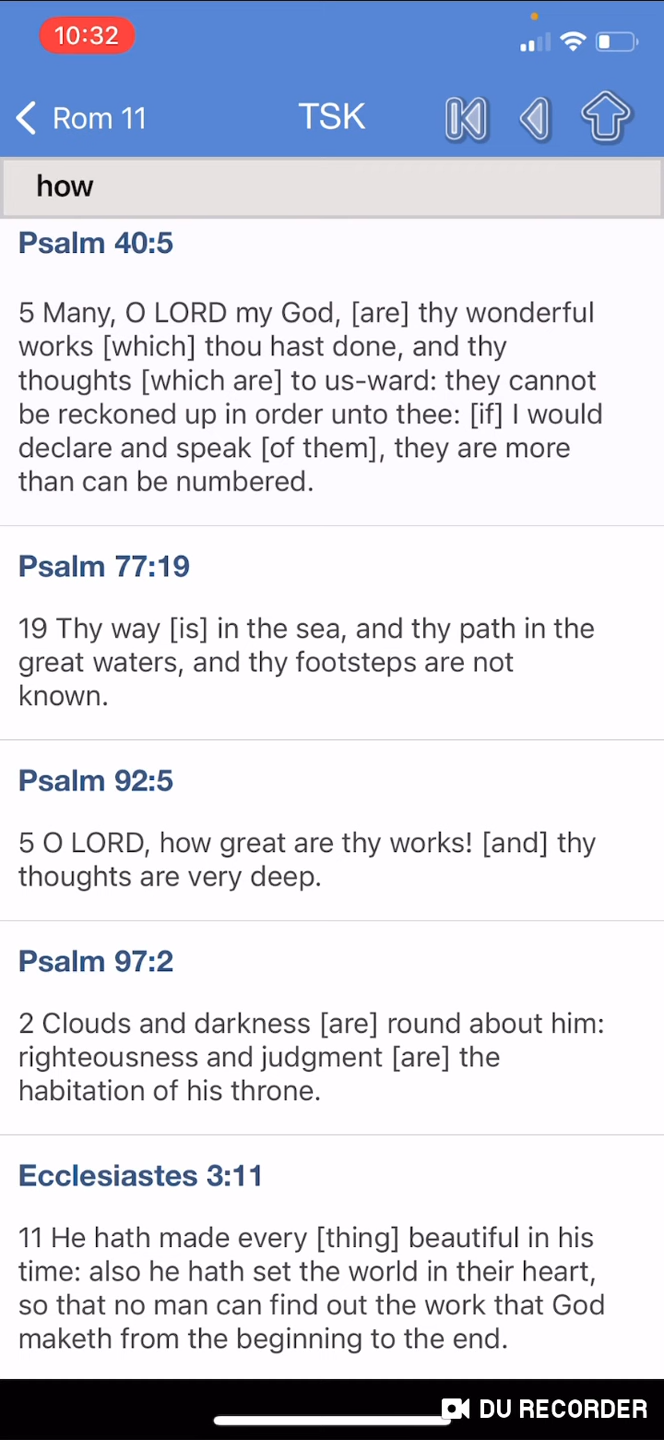 10:32
Rom 11
TSK
how
Psalm 40:5
5 Many, O LORD my God, [are] thy wonderful
works [which] thou hast done, and thy
thoughts [which are] to us-ward: they cannot
be reckoned up in order unto thee: [if] I would
declare and speak [of them], they are more
than can be numbered.
Psalm 77:19
19 Thy way [is] in the sea, and thy path in the
great waters, and thy footsteps are not
known.
Psalm 92:5
5 O LORD, how great are thy works! [and] thy
thoughts are very deep.
Psalm 97:2
2 Clouds and darkness [are] round about him:
righteousness and judgment [are] the
habitation of his throne.
Ecclesiastes 3:11
11 He hath made every [thing] beautiful in his
time: also he hath set the world in their heart,
so that no man can find out the work that God
maketh from the beginning to the end.
DU RECORDER